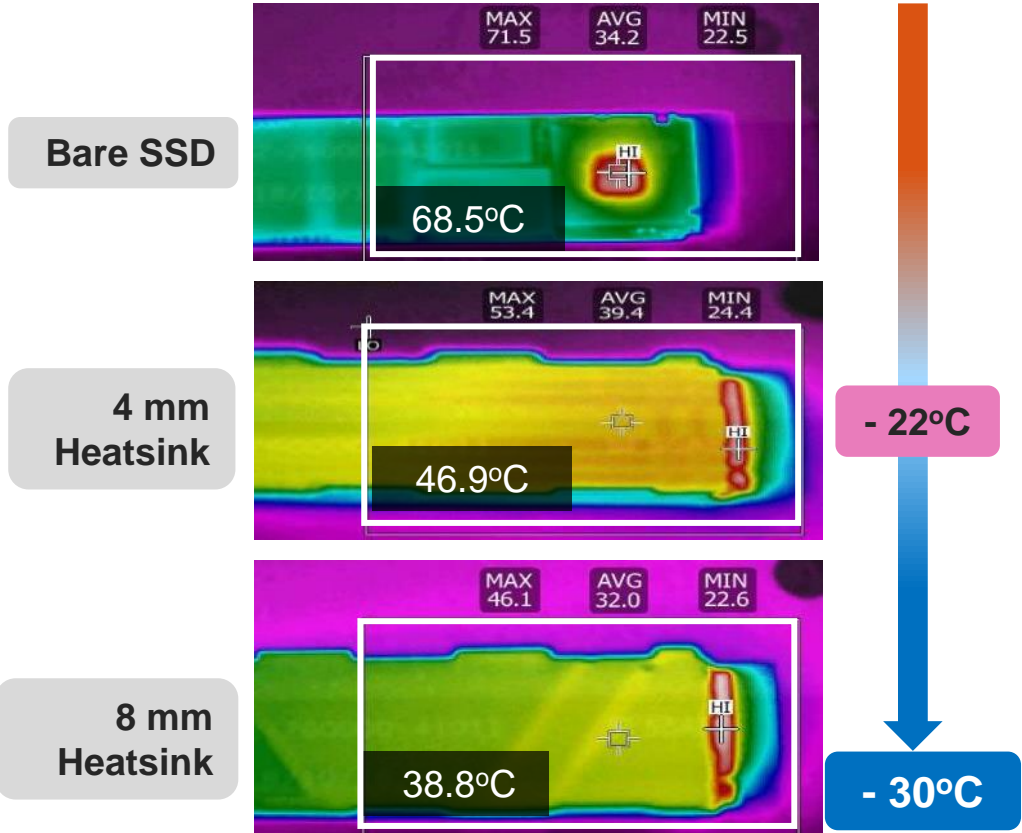 MAX AVG MIN
71.5 34.2 22.5
Bare SSD
HI
68.5°C
MAX AVG MIN
53.4 39.4 24.4
LO
4 mm
Heatsink
HI
46.9°C
- 22°C
MAX AVG MIN
46.1 32.0 22.6
8 mm
Heatsink
HI
38.8°C
- 30°C